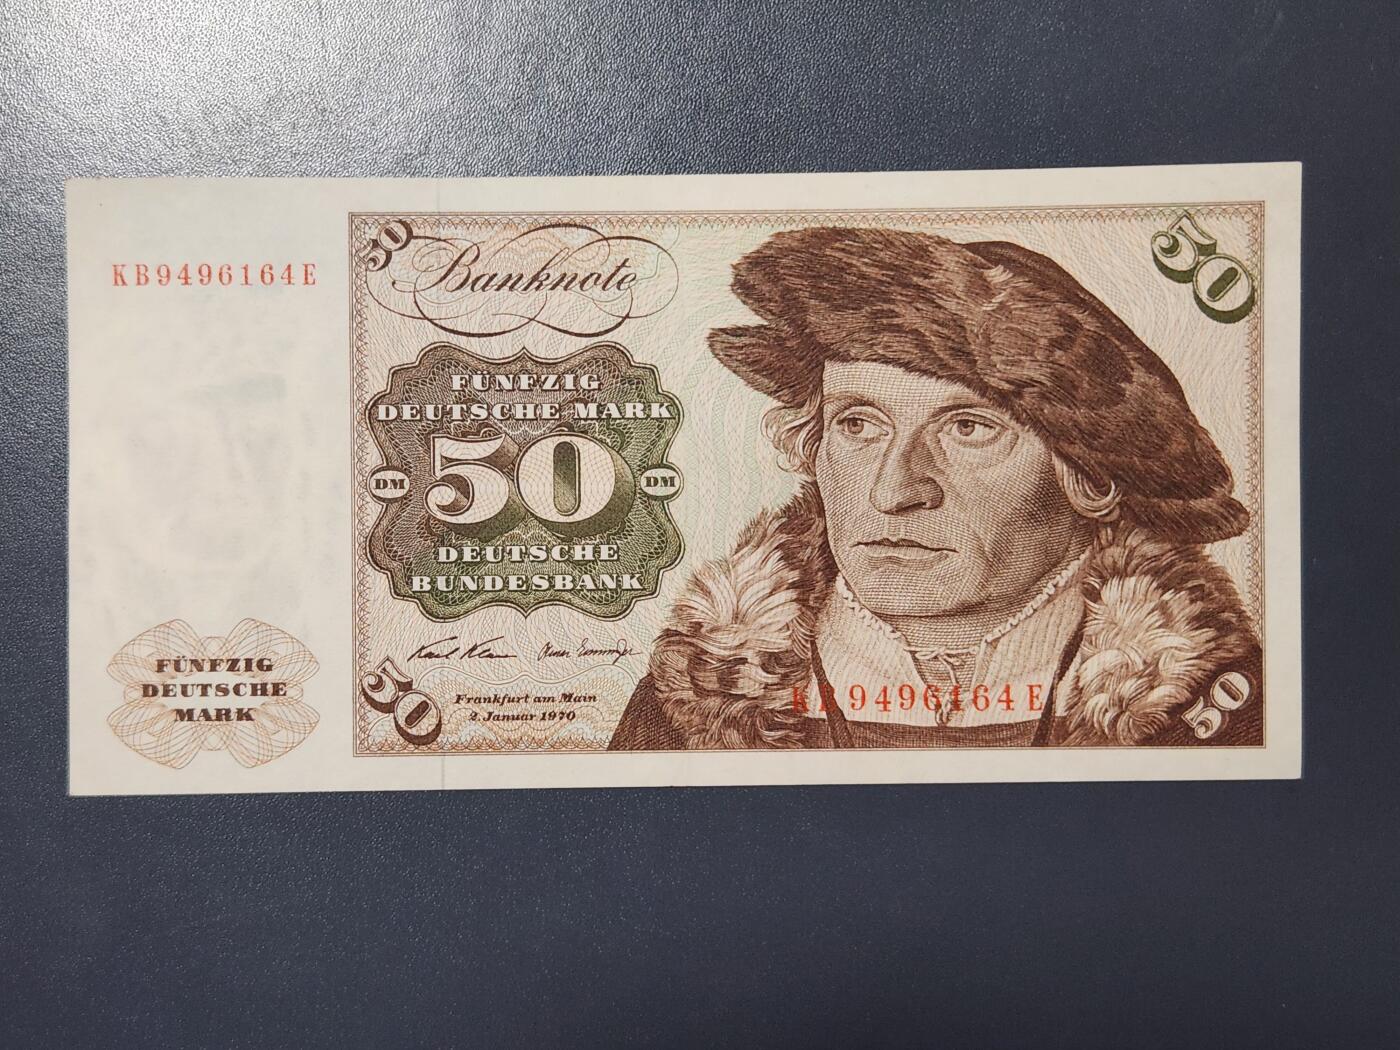 KB9496164E
50
Banknote
50
FÜNFZIG
DEUTSCHE MARK
DM
50
DM
DEUTSCHE
BUNDESBANK
FÜNFZIG
DEUTSCHE
MARK
50
Frankfurt am Main
2. Januar 1970
KB9496164E
50